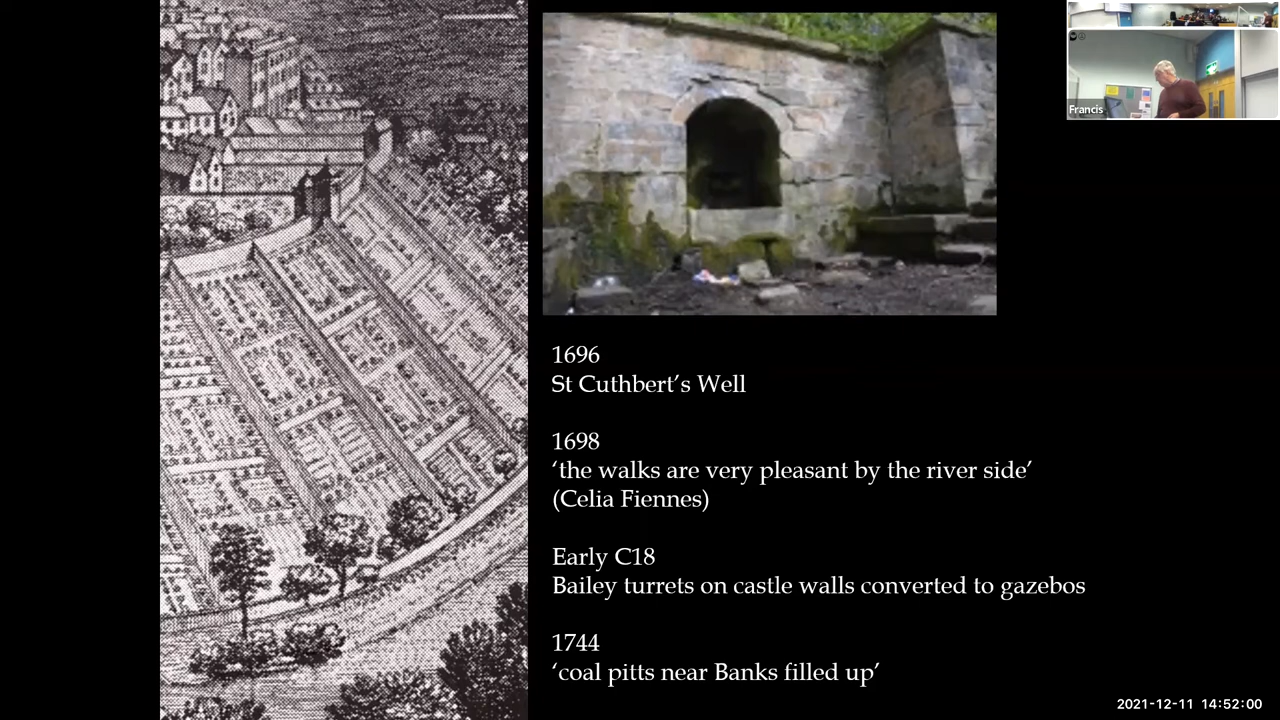 Francis
1696
St Cuthbert’s Well
1698
‘the walks are very pleasant by the river side’
(Celia Fiennes)
Early C18
Bailey turrets on castle walls converted to gazebos
1744
‘coal pitts near Banks filled up’
2021-12-11 14:52:00